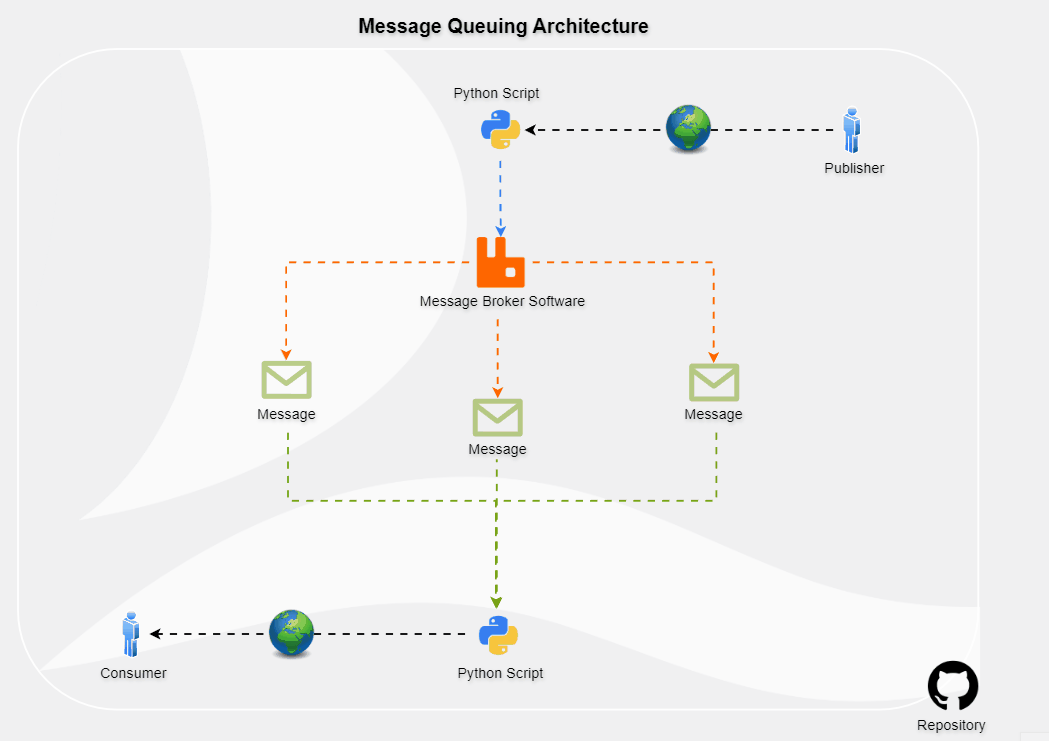 Message Queuing Architecture
Python Script
Publisher
Message Broker Software
Message
Message
Message
Consumer
Python Script
Repository